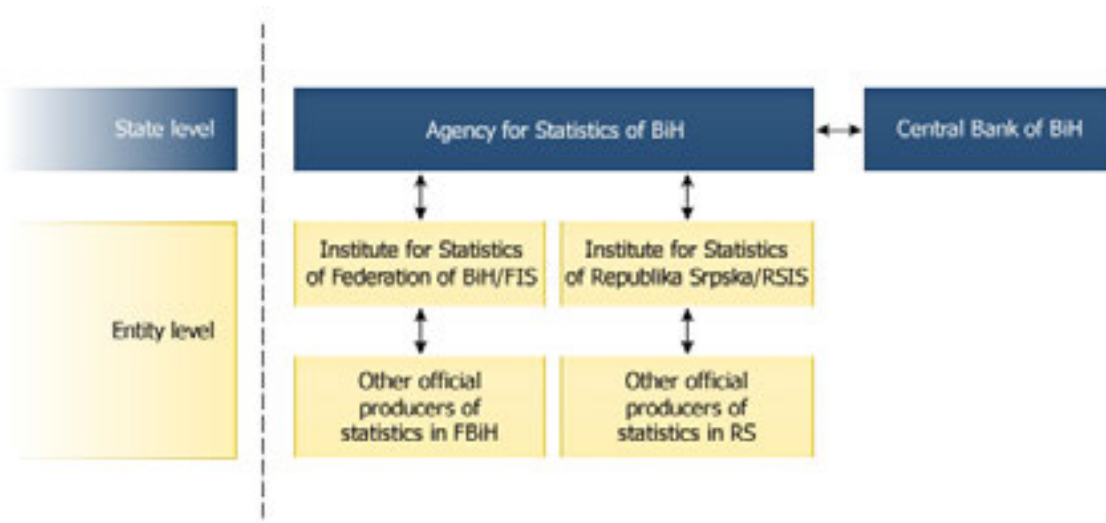 State level
Agency for Statistics of BiH
Central Bank of BiH
Entity level
Institute for Statistics
of Federation of BiH/FIS
Institute for Statistics
of Republika Srpska/RSIS
Other official
producers of
statistics in FBiH
Other official
producers of
statistics in RS